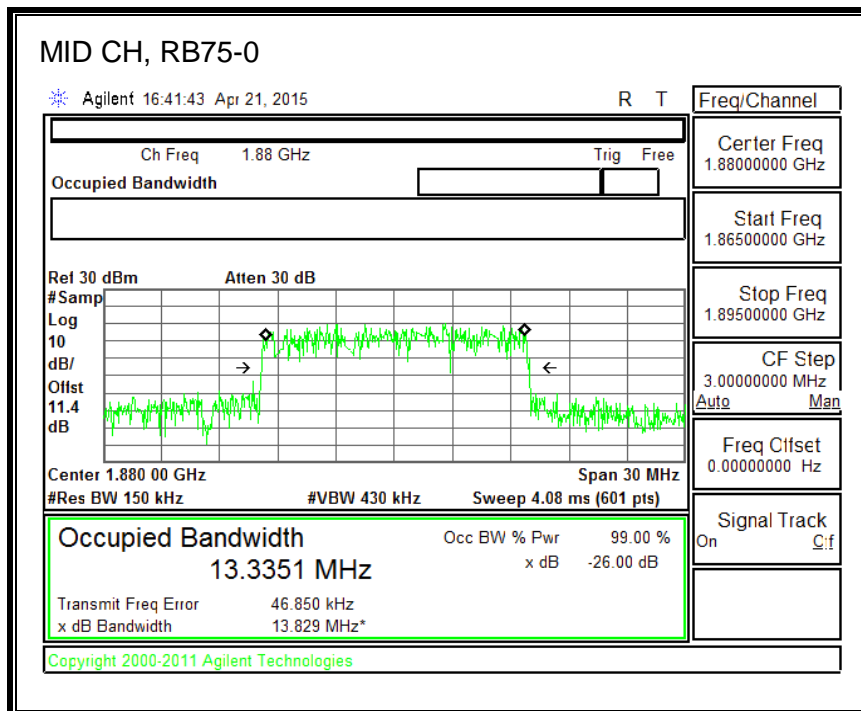 MID CH, RB75-0
Agilent 16:41:43 Apr 21, 2015 R T
Freq/Channel
Ch Freq 1.88 GHz Trig Free
Occupied Bandwidth
Center Freq
1.88000000 GHz
Start Freq
1.86500000 GHz
Stop Freq
1.89500000 GHz
CF Step
3.00000000 MHz
Auto Man
Freq Offset
0.00000000 Hz
Signal Track
On Off
Ref 30 dBm Atten 30 dB
#Samp
Log
10
dB/
Offst
11.4
dB
Center 1.880 00 GHz Span 30 MHz
#Res BW 150 kHz #VBW 430 kHz Sweep 4.08 ms (601 pts)
Occupied Bandwidth Occ BW % Pwr 99.00 %
13.3351 MHz x dB -26.00 dB
Transmit Freq Error 46.850 kHz
x dB Bandwidth 13.829 MHz*
Copyright 2000-2011 Agilent Technologies